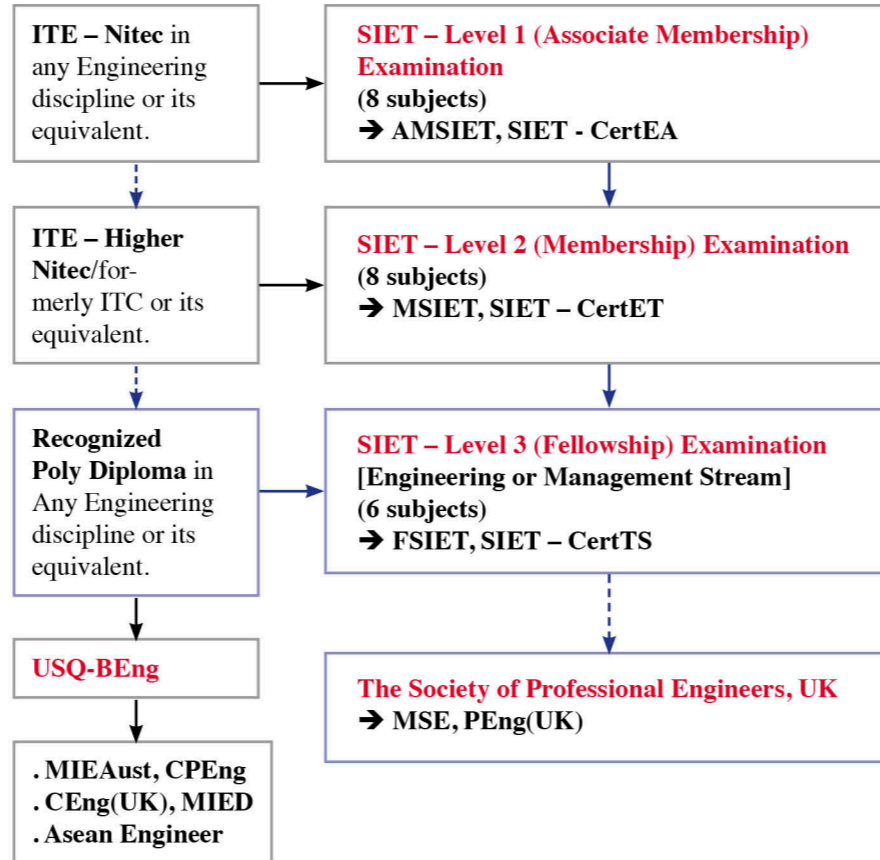 ITE – Nitec in
any Engineering
discipline or its
equivalent.
SIET – Level 1 (Associate Membership)
Examination
(8 subjects)
➔ AMSIET, SIET - CertEA
ITE – Higher
Nitec/for-
merly ITC or its
equivalent.
SIET – Level 2 (Membership) Examination
(8 subjects)
➔ MSIET, SIET – CertET
Recognized
Poly Diploma in
Any Engineering
discipline or its
equivalent.
SIET – Level 3 (Fellowship) Examination
[Engineering or Management Stream]
(6 subjects)
➔ FSIET, SIET – CertTS
USQ-BEng
The Society of Professional Engineers, UK
➔ MSE, PEng(UK)
. MIEAust, CPEng
. CEng(UK), MIED
. Asean Engineer